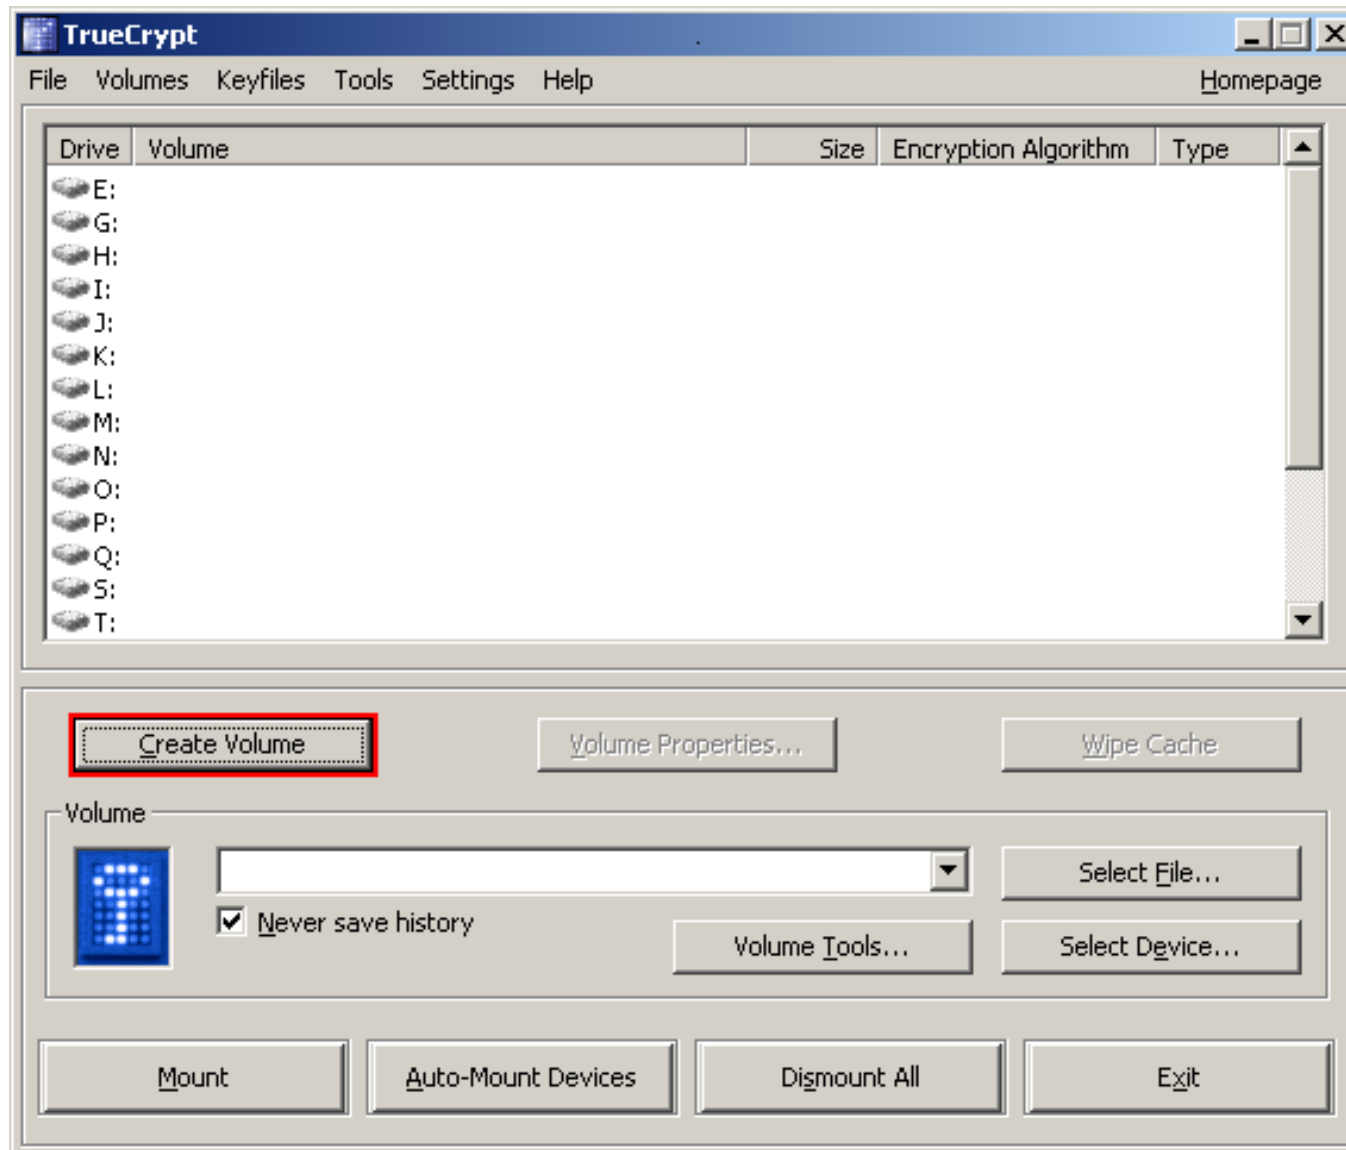 TrueCrypt
File Volumes Keyfiles Tools Settings Help Homepage
Drive Volume Size Encryption Algorithm Type
E:
G:
H:
I:
J:
K:
L:
M:
N:
O:
P:
Q:
S:
T:
Create Volume Volume Properties... Wipe Cache
Volume
Select File...
Never save history
Volume Tools... Select Device...
Mount Auto-Mount Devices Dismount All Exit